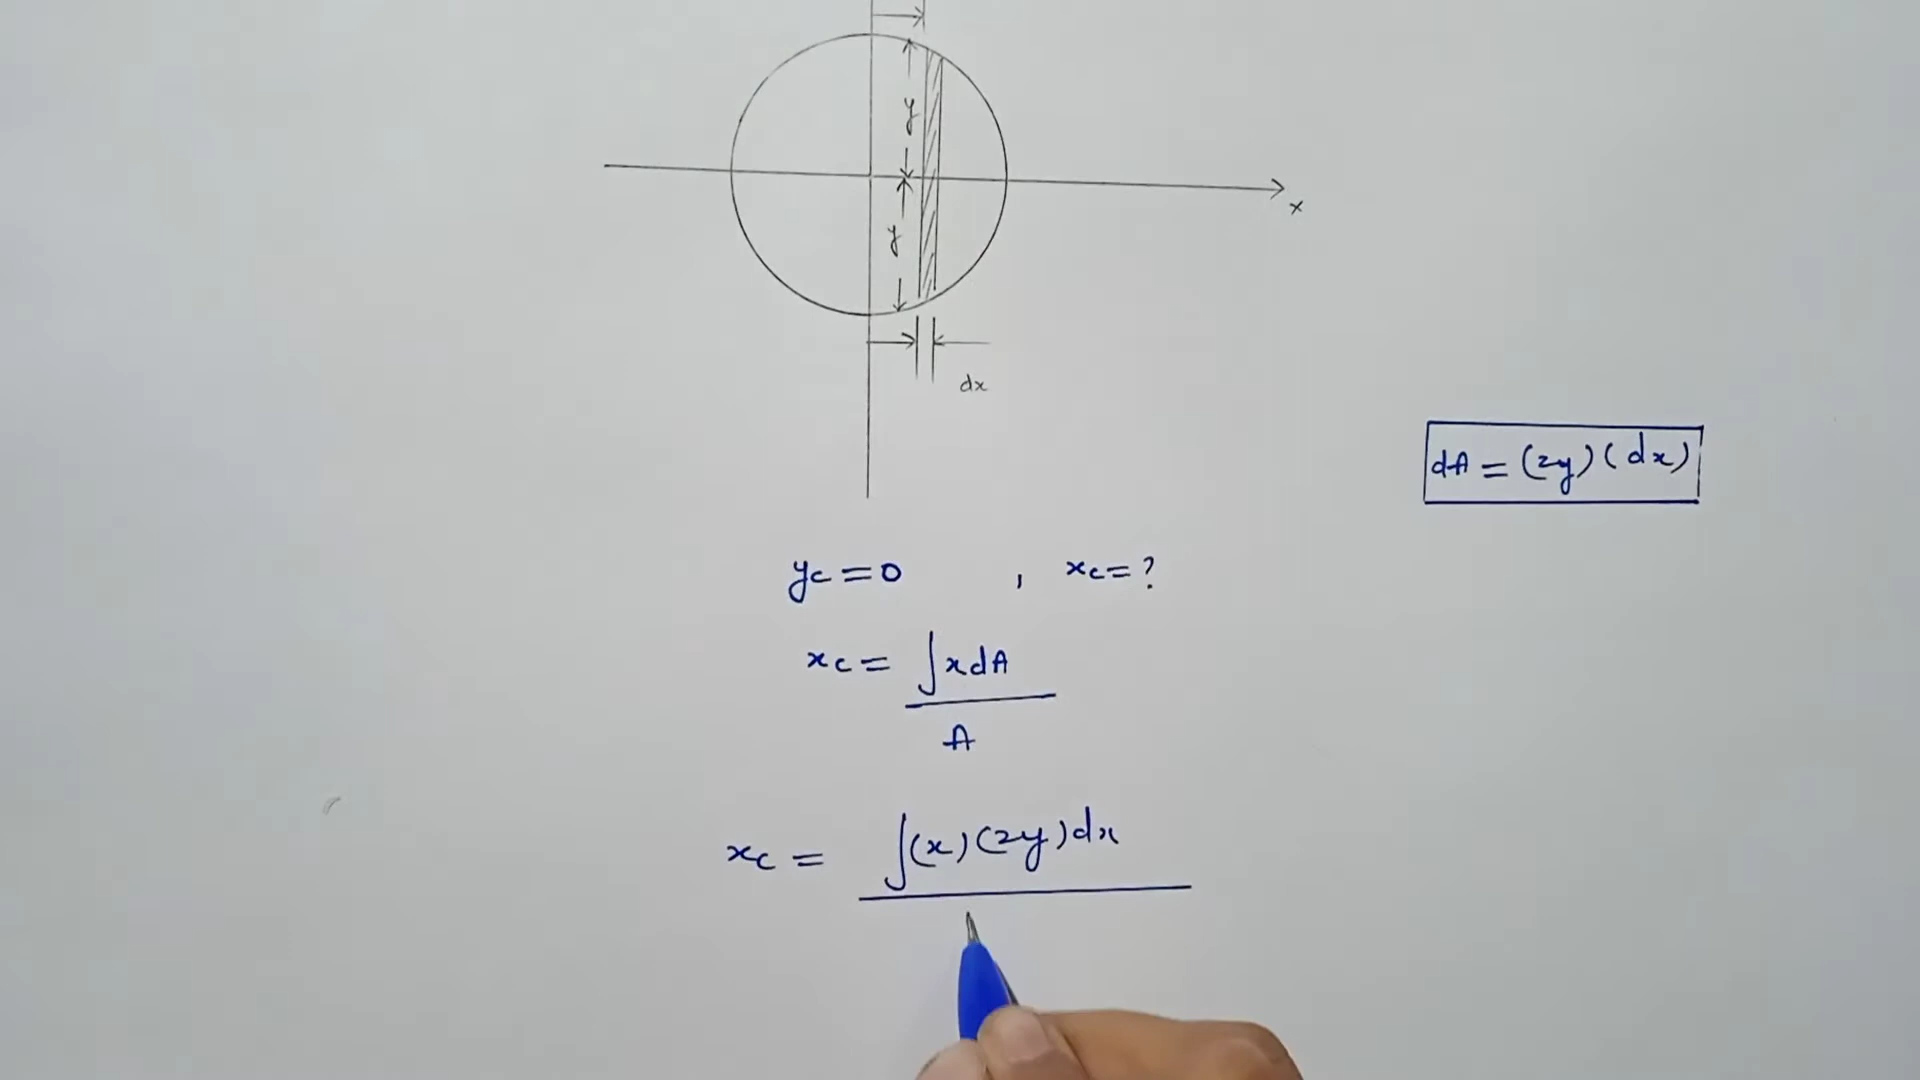 y
x
y
dx
dA = (2y)(dx)
yc = 0 , xc = ?
xc = ∫xdA
A
xc = ∫(x)(2y)dx